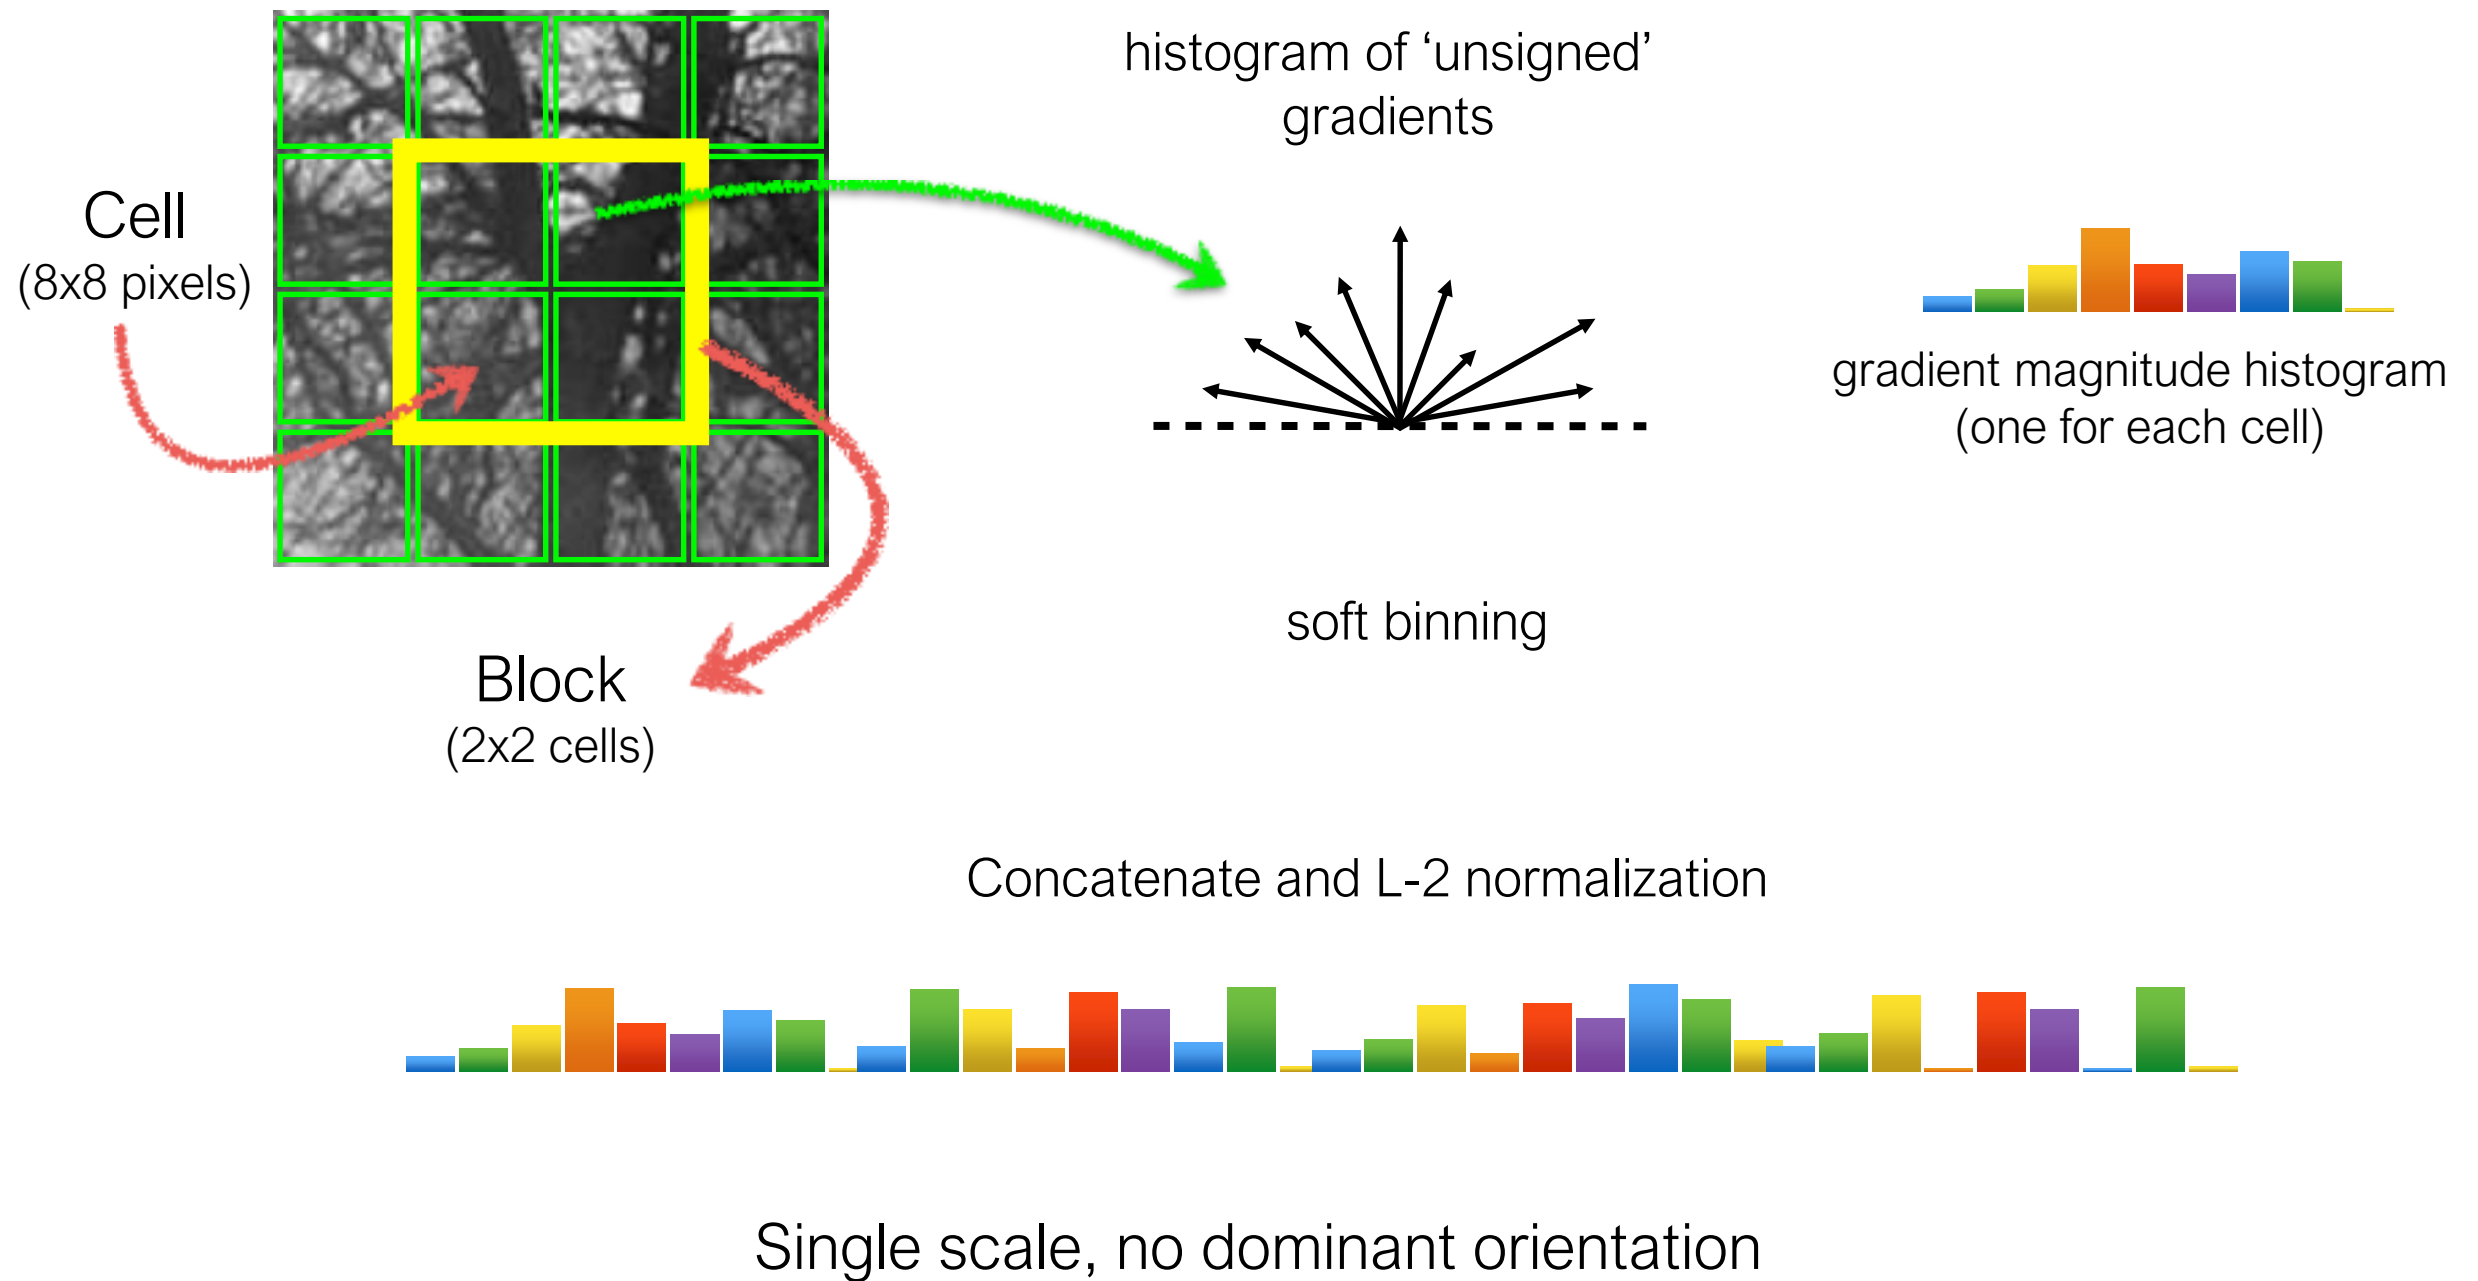 histogram of ‘unsigned’
gradients
Cell
(8x8 pixels)
gradient magnitude histogram
(one for each cell)
soft binning
Block
(2x2 cells)
Concatenate and L-2 normalization
Single scale, no dominant orientation